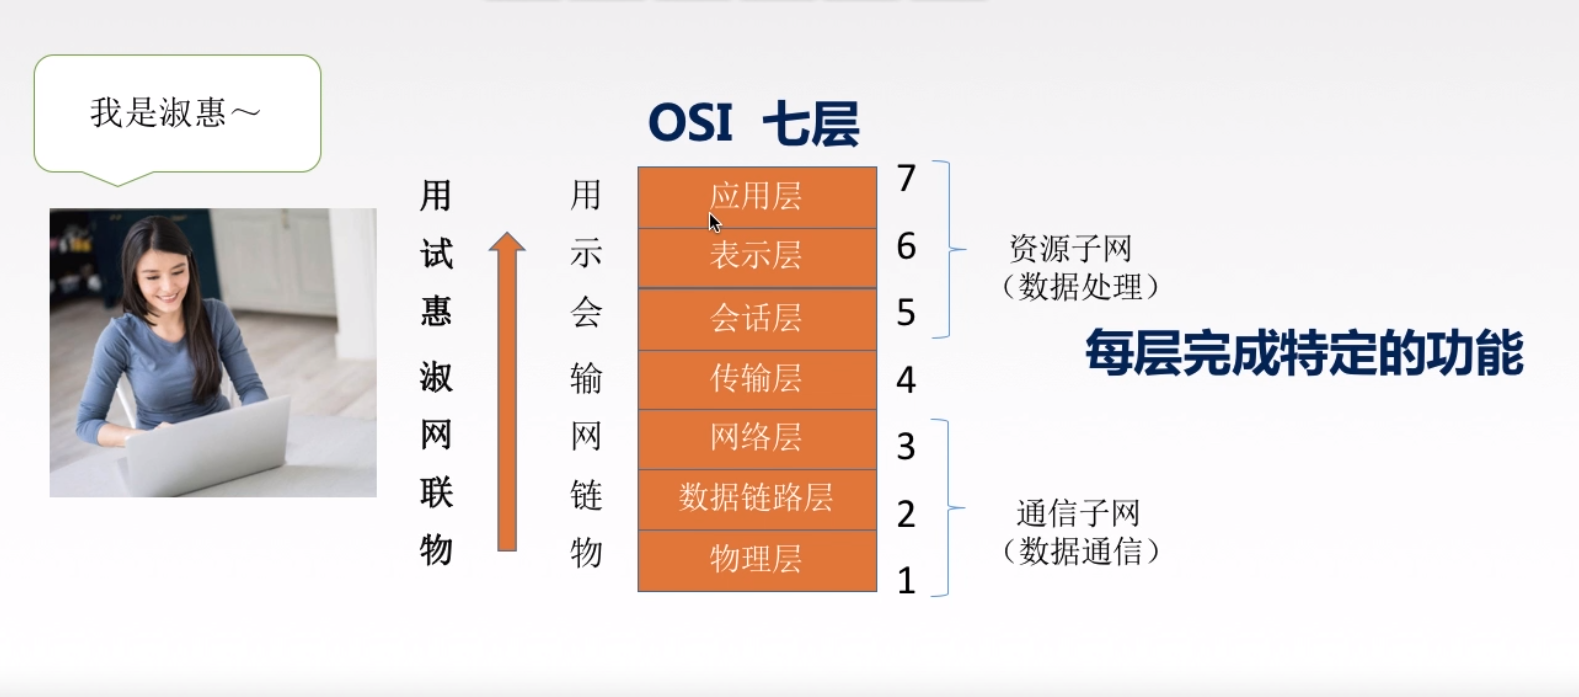 我是淑惠～
OSI 七层
用 用 应用层 7
试 示 表示层 6
惠 会 会话层 5
淑 输 传输层 4
网 网 网络层 3
联 链 数据链路层 2
物 物 物理层 1
资源子网
（数据处理）
每层完成特定的功能
通信子网
（数据通信）